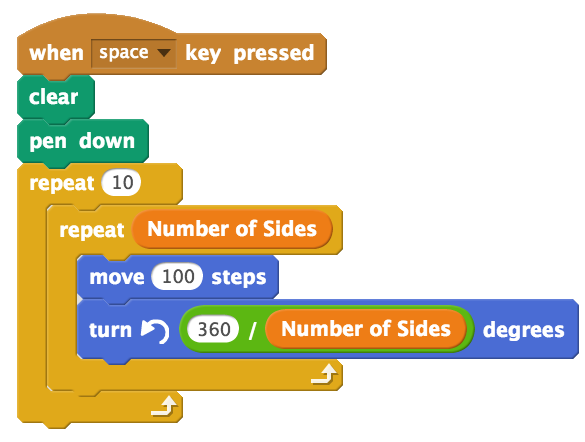 when space key pressed
clear
pen down
repeat 10
repeat Number of Sides
move 100 steps
turn 360 / Number of Sides degrees